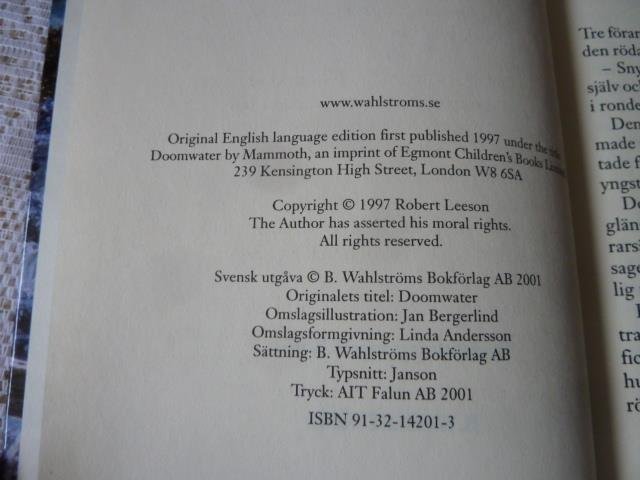 www.wahlstroms.se
Original English language edition first published 1997 under the title
Doomwater by Mammoth, an imprint of Egmont Children's Books Limited
239 Kensington High Street, London W8 6SA
Copyright © 1997 Robert Leeson
The Author has asserted his moral rights.
All rights reserved.
Svensk utgåva © B. Wahlströms Bokförlag AB 2001
Originalets titel: Doomwater
Omslagsillustration: Jan Bergerlind
Omslagsformgivning: Linda Andersson
Sättning: B. Wahlströms Bokförlag AB
Typsnitt: Janson
Tryck: AIT Falun AB 2001
ISBN 91-32-14201-3
Tre förar
den röda
– Sny
själv och
i ronde
Den
made
tade f
yngst
Do
glän
rarsi
sage
lig
tra
fic
hu
rö